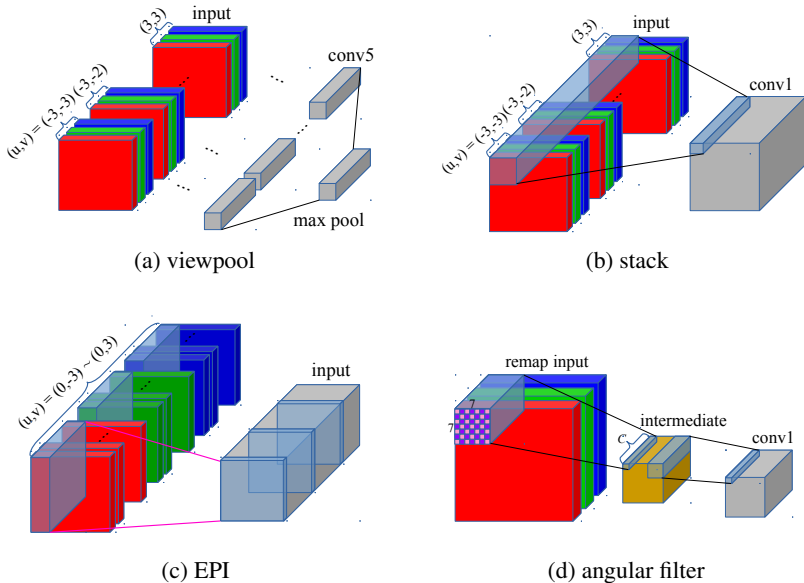 input
(3,3)
conv5
(u,v) = (-3,-3) (-3,-2)
...
...
...
...
max pool
(a) viewpool
input
(3,3)
conv1
(u,v) = (-3,-3)(-3,-2)
...
(b) stack
(u,v) = (0,-3) ~ (0,3)
...
...
...
input
(c) EPI
remap input
7
7
intermediate
conv1
(d) angular filter